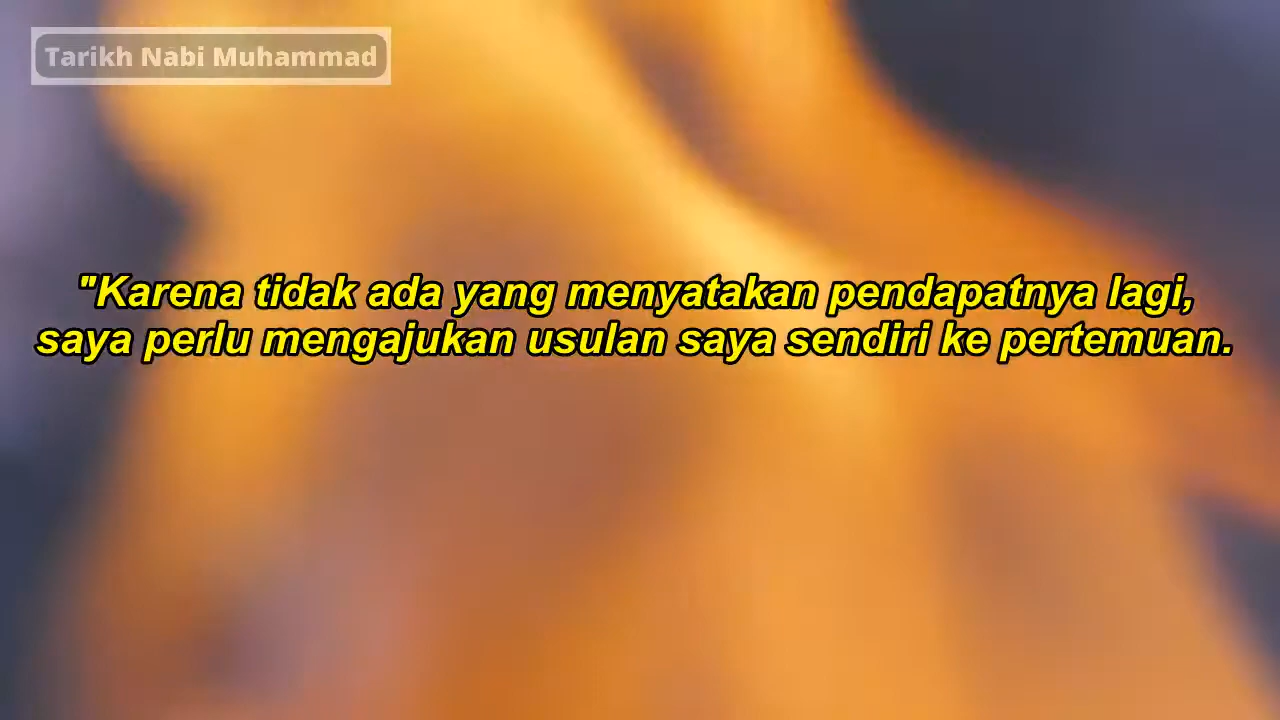 Tarikh Nabi Muhammad
"Karena tidak ada yang menyatakan pendapatnya lagi,
saya perlu mengajukan usulan saya sendiri ke pertemuan.